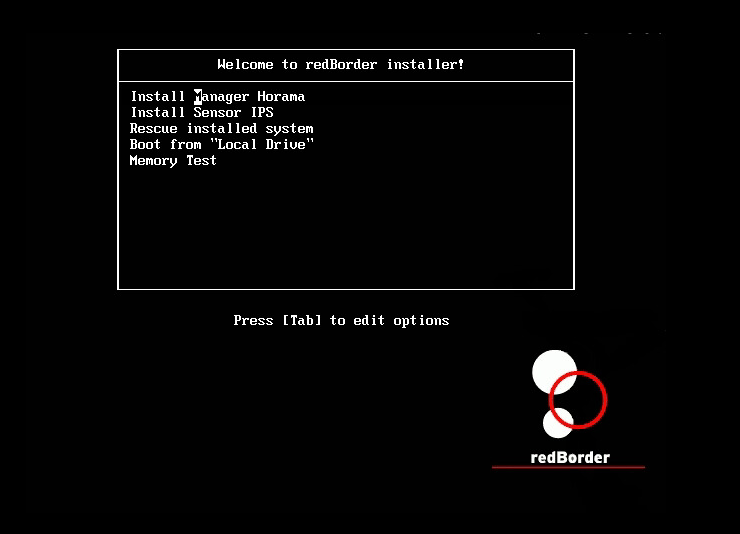 Welcome to redBorder installer!
Install Manager Horama
Install Sensor IPS
Rescue installed system
Boot from "Local Drive"
Memory Test
Press [Tab] to edit options
redBorder